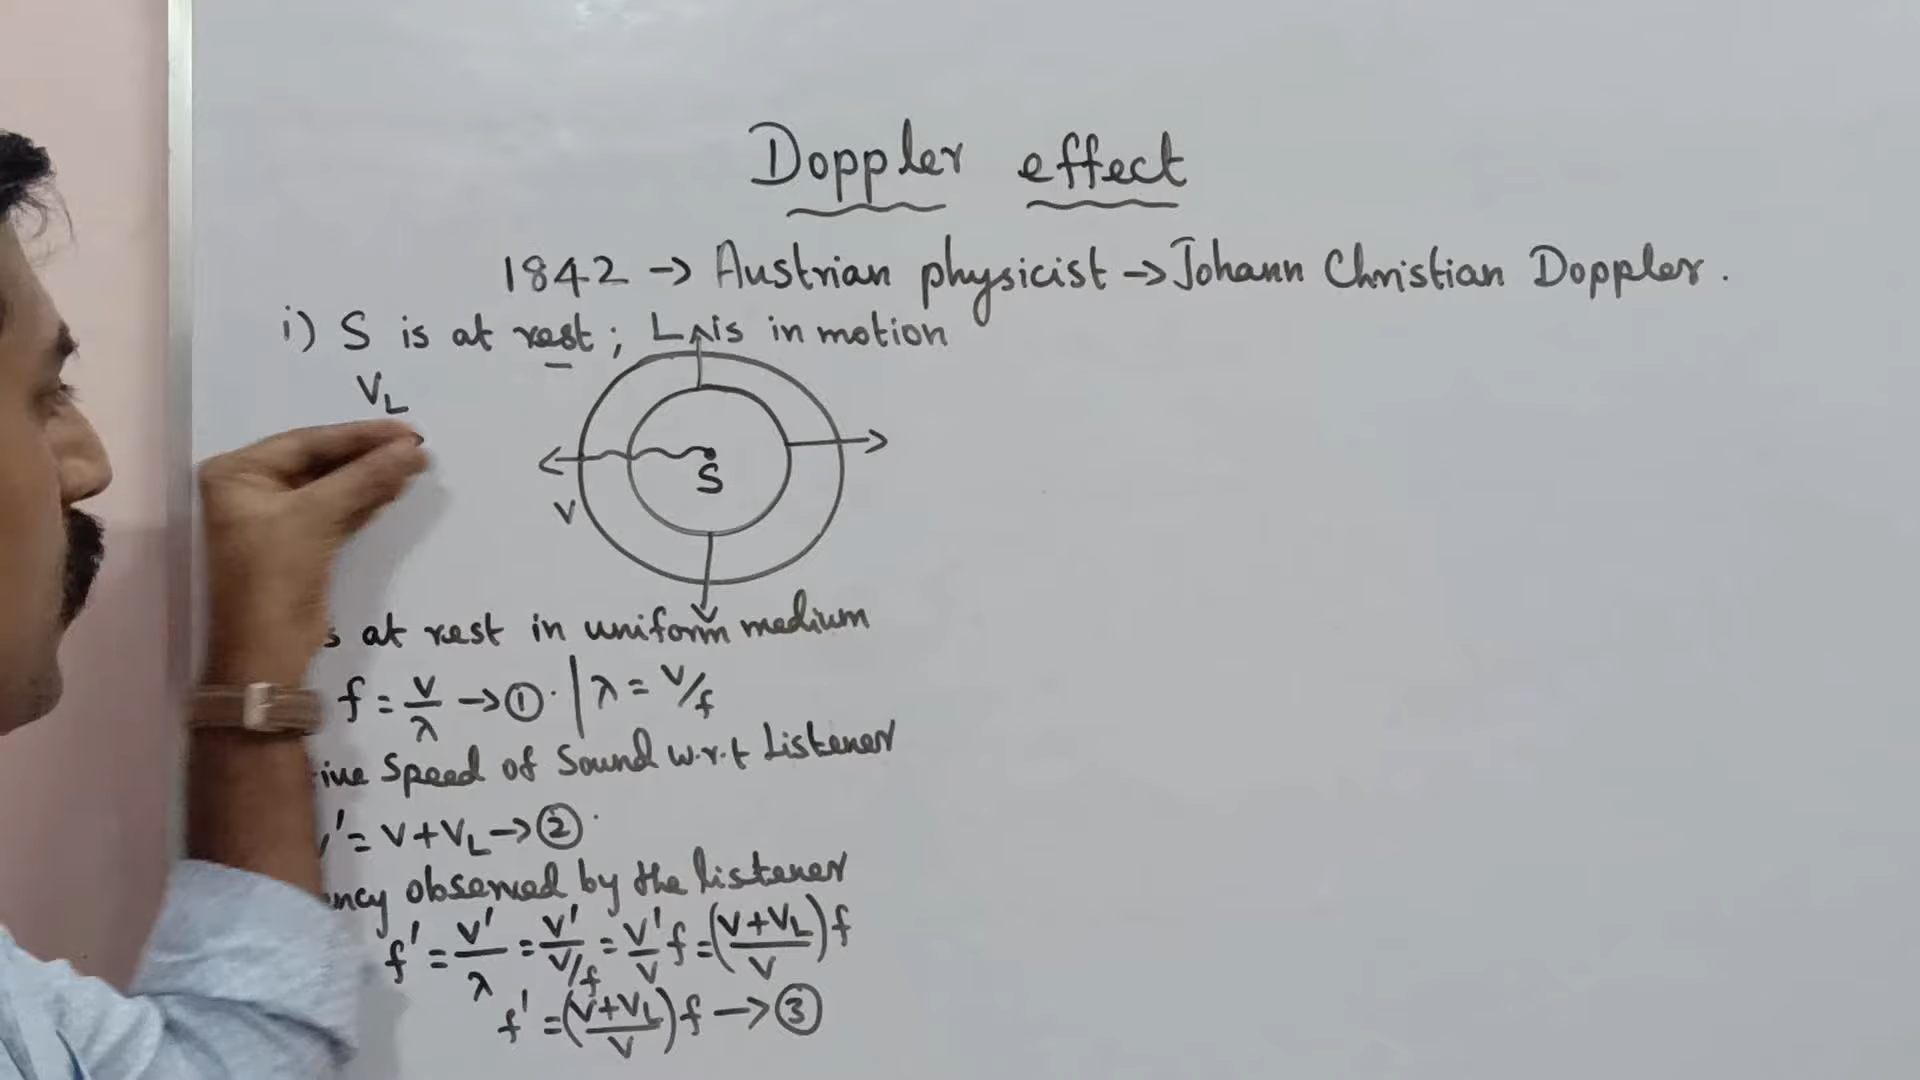 Doppler effect
1842 → Austrian physicist → Johann Christian Doppler.
i) S is at rest ; L is in motion
VL
S
V
at rest in uniform medium
f = v/λ → ① . | λ = v/f
Speed of Sound w.r.t Listener
' = V + VL → ② .
observed by the listener
f' = v'/λ = v'/v/f = v'/v f = (v+VL/v) f
f' = (v+VL/v) f → ③